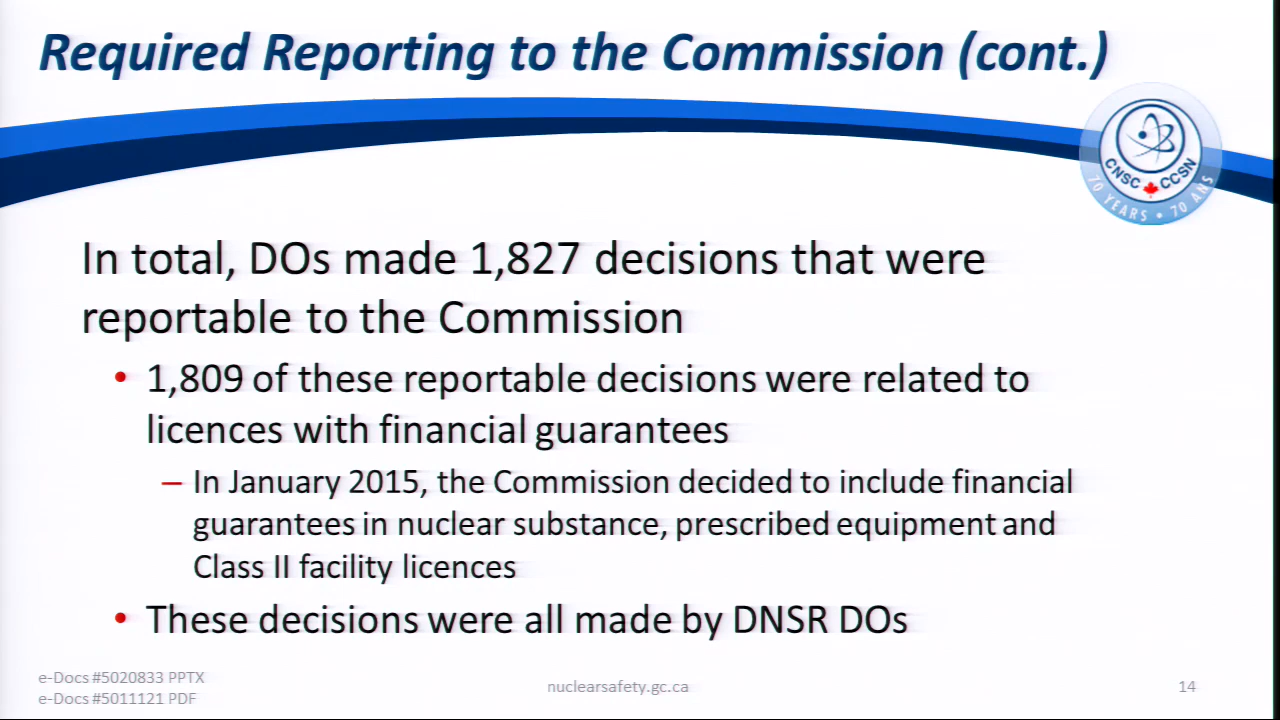 Required Reporting to the Commission (cont.)
CNSC CCSN
70 YEARS • 70 ANS
In total, DOs made 1,827 decisions that were
reportable to the Commission
• 1,809 of these reportable decisions were related to
licences with financial guarantees
– In January 2015, the Commission decided to include financial
guarantees in nuclear substance, prescribed equipment and
Class II facility licences
• These decisions were all made by DNSR DOs
e-Docs #5020833 PPTX
e-Docs #5011121 PDF
nuclearsafety.gc.ca
14